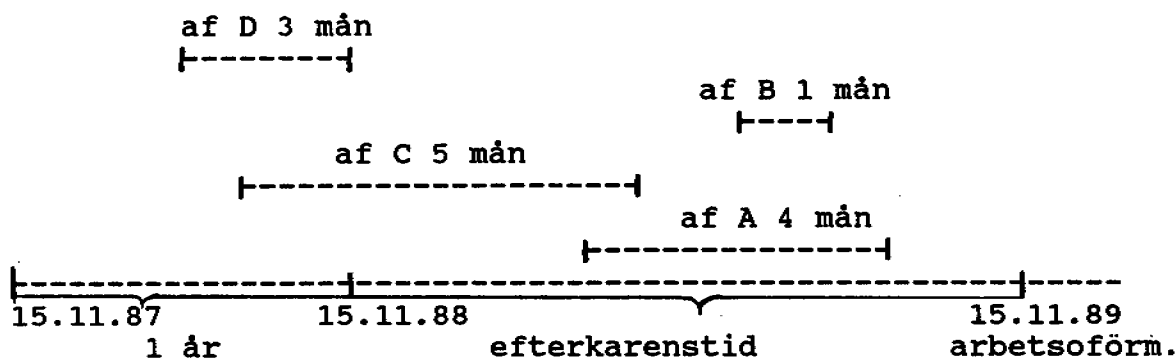 af D 3 mån
af B 1 mån
af C 5 mån
af A 4 mån
15.11.87 15.11.88 15.11.89
1 år efterkarenstid arbetsoförm.